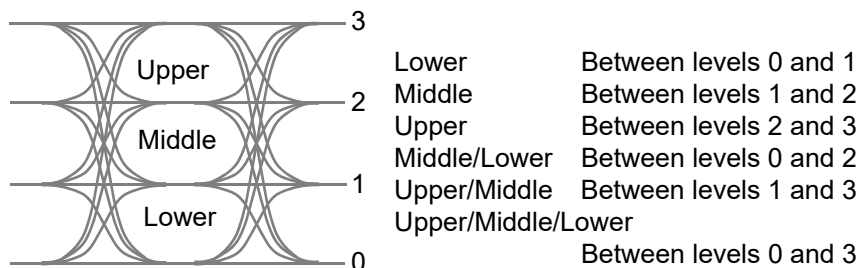 3
Upper
2
Middle
1
Lower
0
Lower Between levels 0 and 1
Middle Between levels 1 and 2
Upper Between levels 2 and 3
Middle/Lower Between levels 0 and 2
Upper/Middle Between levels 1 and 3
Upper/Middle/Lower
Between levels 0 and 3